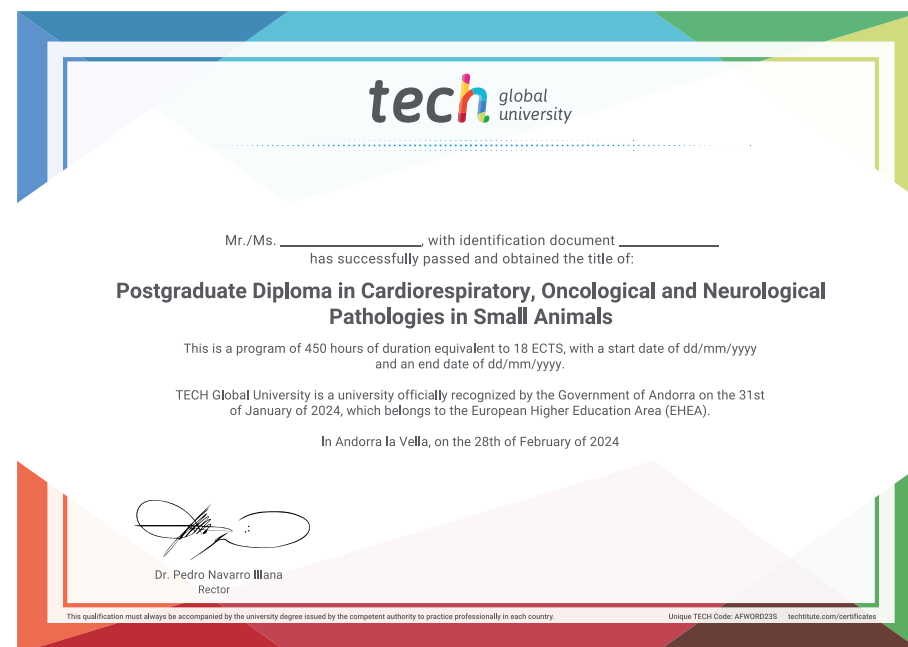 tech global university
Mr./Ms. ________________, with identification document ____________
has successfully passed and obtained the title of:
Postgraduate Diploma in Cardiorespiratory, Oncological and Neurological
Pathologies in Small Animals
This is a program of 450 hours of duration equivalent to 18 ECTS, with a start date of dd/mm/yyyy
and an end date of dd/mm/yyyy.
TECH Global University is a university officially recognized by the Government of Andorra on the 31st
of January of 2024, which belongs to the European Higher Education Area (EHEA).
In Andorra la Vella, on the 28th of February of 2024
Dr. Pedro Navarro Illana
Rector
This qualification must always be accompanied by the university degree issued by the competent authority to practice professionally in each country.
Unique TECH Code: AFWORD23S techtitute.com/certificates